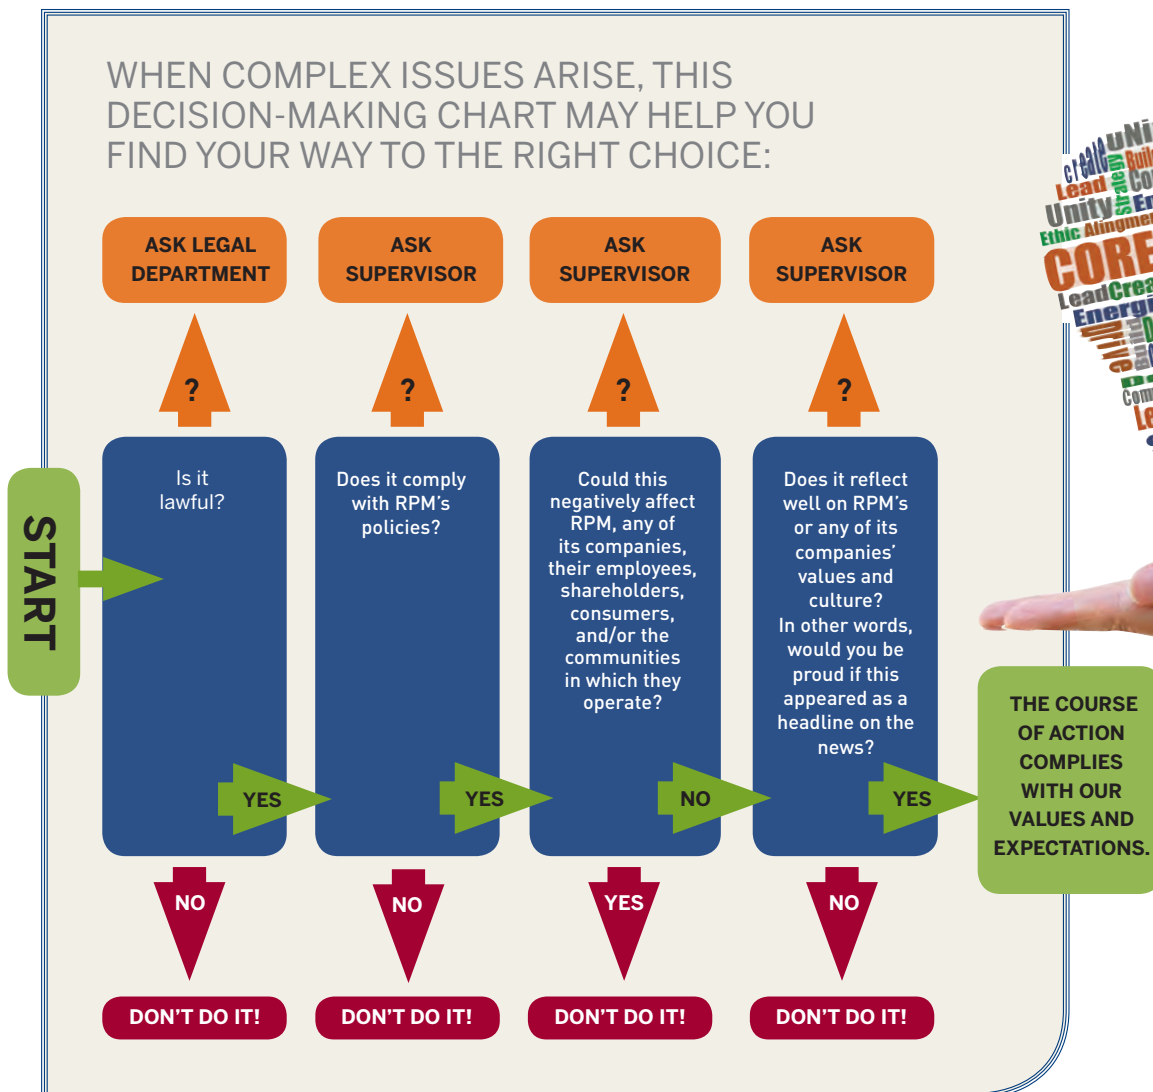 WHEN COMPLEX ISSUES ARISE, THIS
DECISION-MAKING CHART MAY HELP YOU
FIND YOUR WAY TO THE RIGHT CHOICE:
ASK LEGAL
DEPARTMENT
ASK
SUPERVISOR
ASK
SUPERVISOR
ASK
SUPERVISOR
?
?
?
?
START
Is it
lawful?
YES
Does it comply
with RPM's
policies?
YES
Could this
negatively affect
RPM, any of
its companies,
their employees,
shareholders,
consumers,
and/or the
communities
in which they
operate?
NO
Does it reflect
well on RPM's
or any of its
companies'
values and
culture?
In other words,
would you be
proud if this
appeared as a
headline on the
news?
YES
THE COURSE
OF ACTION
COMPLIES
WITH OUR
VALUES AND
EXPECTATIONS.
NO
NO
YES
NO
DON'T DO IT!
DON'T DO IT!
DON'T DO IT!
DON'T DO IT!
create
Lead
Strategy
Unity
Ethic Alingment
CORE
Lead
Drive